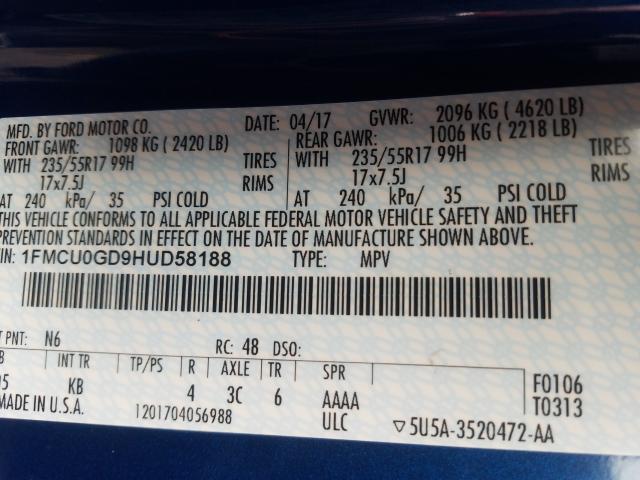 MFD. BY FORD MOTOR CO. DATE: 04/17 GVWR: 2096 KG ( 4620 LB)
FRONT GAWR: 1098 KG ( 2420 LB) REAR GAWR: 1006 KG ( 2218 LB)
WITH 235/55R17 99H TIRES WITH 235/55R17 99H TIRES
17x7.5J RIMS 17x7.5J RIMS
AT 240 kPa/ 35 PSI COLD AT 240 kPa/ 35 PSI COLD
THIS VEHICLE CONFORMS TO ALL APPLICABLE FEDERAL MOTOR VEHICLE SAFETY AND THEFT
PREVENTION STANDARDS IN EFFECT ON THE DATE OF MANUFACTURE SHOWN ABOVE.
VIN: 1FMCU0GD9HUD58188 TYPE: MPV
PNT: N6 RC: 48 DSO:
INT TR TP/PS R AXLE TR SPR F0106
KB 4 3C 6 AAAA T0313
MADE IN U.S.A. 1201704056988 ULC ▽5U5A-3520472-AA